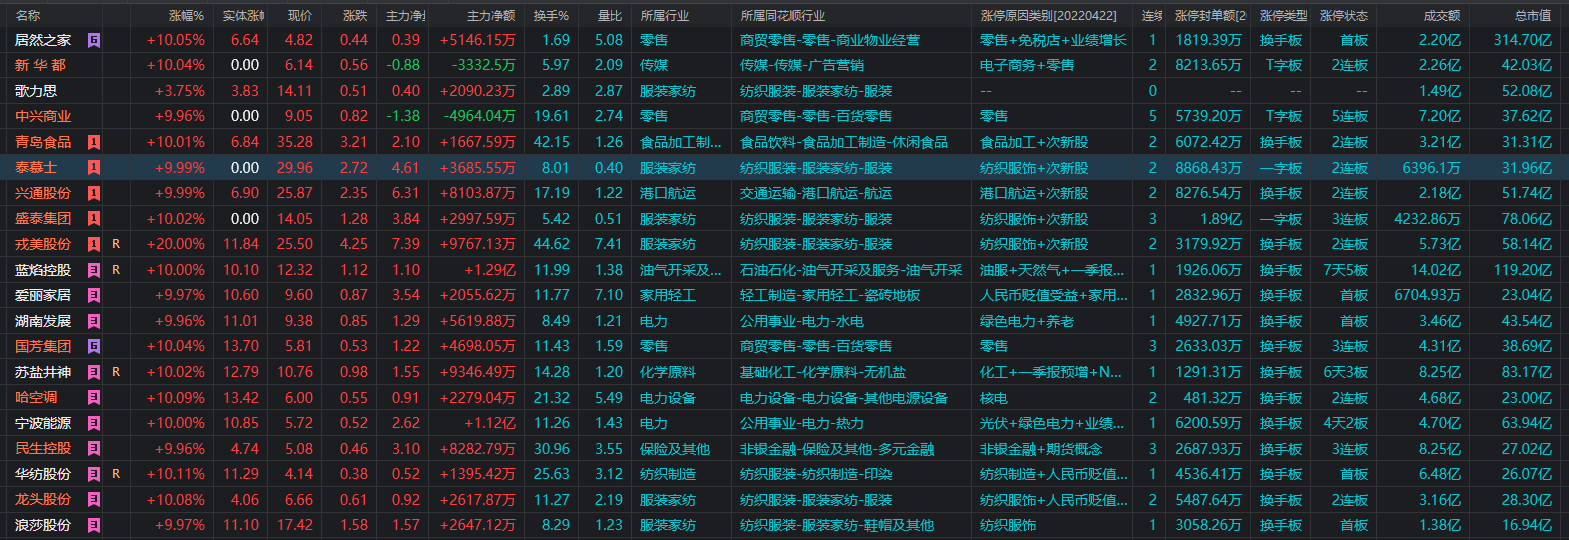 名称 涨幅% 实体涨幅 现价 涨跌 主力净量 主力净额 换手% 量比 所属行业 所属同花顺行业 涨停原因类别[20220422] 连续 涨停封单额[2 涨停类型 涨停状态 成交额 总市值
居然之家 6 +10.05% 6.64 4.82 0.44 0.39 +5146.15万 1.69 5.08 零售 商贸零售-零售-商业物业经营 零售+免税店+业绩增长 1 1819.39万 换手板 首板 2.20亿 314.70亿
新 华 都 +10.04% 0.00 6.14 0.56 -0.88 -3332.5万 5.97 2.09 传媒 传媒-传媒-广告营销 电子商务+零售 2 8213.65万 T字板 2连板 2.26亿 42.03亿
歌力思 +3.75% 3.83 14.11 0.51 0.40 +2090.23万 2.89 2.87 服装家纺 纺织服装-服装家纺-服装 -- 0 -- -- -- 1.49亿 52.08亿
中兴商业 +9.96% 0.00 9.05 0.82 -1.38 -4964.04万 19.61 2.74 零售 商贸零售-零售-百货零售 零售 5 5739.20万 T字板 5连板 7.20亿 37.62亿
青岛食品 1 +10.01% 6.84 35.28 3.21 2.10 +1667.59万 42.15 1.26 食品加工制... 食品饮料-食品加工制造-休闲食品 食品加工+次新股 2 6072.42万 换手板 2连板 3.21亿 31.31亿
泰慕士 1 +9.99% 0.00 29.96 2.72 4.61 +3685.55万 8.01 0.40 服装家纺 纺织服装-服装家纺-服装 纺织服饰+次新股 2 8868.43万 一字板 2连板 6396.1万 31.96亿
兴通股份 1 +9.99% 6.90 25.87 2.35 6.31 +8103.87万 17.19 1.22 港口航运 交通运输-港口航运-航运 港口航运+次新股 2 8276.54万 换手板 2连板 2.18亿 51.74亿
盛泰集团 1 +10.02% 0.00 14.05 1.28 3.84 +2997.59万 5.42 0.51 服装家纺 纺织服装-服装家纺-服装 纺织服饰+次新股 3 1.89亿 一字板 3连板 4232.86万 78.06亿
戎美股份 1 R +20.00% 11.84 25.50 4.25 7.39 +9767.13万 44.62 7.41 服装家纺 纺织服装-服装家纺-服装 纺织服饰+次新股 2 3179.92万 换手板 2连板 5.73亿 58.14亿
蓝焰控股 3 R +10.00% 10.10 12.32 1.12 1.10 +1.29亿 11.99 1.38 油气开采及... 石油石化-油气开采及服务-油气开采 油服+天然气+一季报... 1 1926.06万 换手板 7天5板 14.02亿 119.20亿
爱丽家居 3 +9.97% 10.60 9.60 0.87 3.54 +2055.62万 11.77 7.10 家用轻工 轻工制造-家用轻工-瓷砖地板 人民币贬值受益+家用... 1 2832.96万 换手板 首板 6704.93万 23.04亿
湖南发展 3 +9.96% 11.01 9.38 0.85 1.29 +5619.88万 8.49 1.21 电力 公用事业-电力-水电 绿色电力+养老 1 4927.71万 换手板 首板 3.46亿 43.54亿
国芳集团 6 +10.04% 13.70 5.81 0.53 1.22 +4698.05万 11.43 1.59 零售 商贸零售-零售-百货零售 零售 3 2633.03万 换手板 3连板 4.31亿 38.69亿
苏盐井神 3 R +10.02% 12.79 10.76 0.98 1.55 +9346.49万 14.28 1.20 化学原料 基础化工-化学原料-无机盐 化工+一季报预增+N... 1 1291.31万 换手板 6天3板 8.25亿 83.17亿
哈空调 3 +10.09% 13.42 6.00 0.55 0.91 +2279.04万 21.32 5.49 电力设备 电力设备-电力设备-其他电源设备 核电 2 481.32万 换手板 2连板 4.68亿 23.00亿
宁波能源 3 +10.00% 10.85 5.72 0.52 2.62 +1.12亿 11.26 1.43 电力 公用事业-电力-热力 光伏+绿色电力+业绩... 1 6200.59万 换手板 4天2板 4.70亿 63.94亿
民生控股 3 +9.96% 4.74 5.08 0.46 3.10 +8282.79万 30.96 3.55 保险及其他 非银金融-保险及其他-多元金融 非银金融+期货概念 3 2687.93万 换手板 3连板 8.25亿 27.02亿
华纺股份 3 R +10.11% 11.29 4.14 0.38 0.52 +1395.42万 25.63 3.12 纺织制造 纺织服装-纺织制造-印染 纺织制造+人民币贬值... 1 4536.41万 换手板 首板 6.48亿 26.07亿
龙头股份 3 +10.08% 4.06 6.66 0.61 0.92 +2617.87万 11.27 2.19 服装家纺 纺织服装-服装家纺-服装 纺织服饰+人民币贬值... 2 5487.64万 换手板 2连板 3.16亿 28.30亿
浪莎股份 3 +9.97% 11.10 17.42 1.58 1.57 +2647.12万 8.29 1.23 服装家纺 纺织服装-服装家纺-鞋帽及其他 纺织服饰 1 3058.26万 换手板 首板 1.38亿 16.94亿